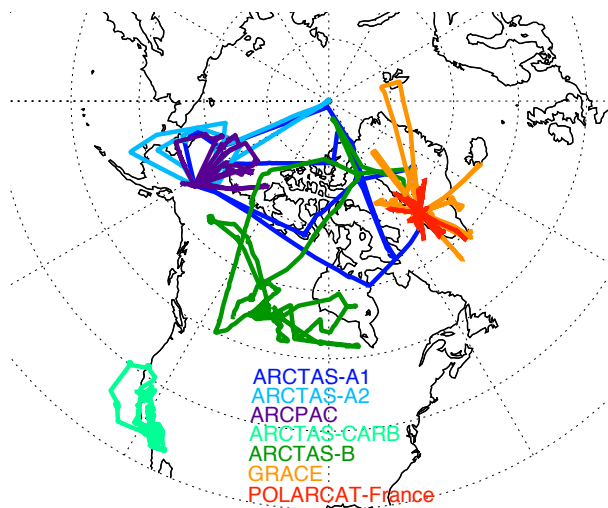 ARCTAS-A1
ARCTAS-A2
ARCPAC
ARCTAS-CARB
ARCTAS-B
GRACE
POLARCAT-France